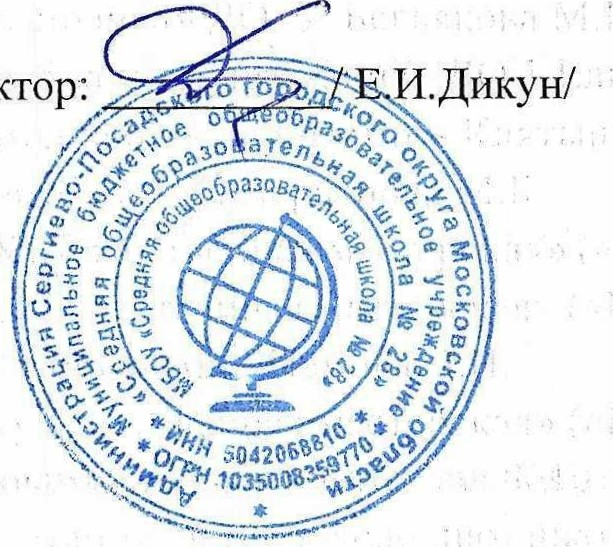 ктор: / Е.И.Дикун/
Администрация Сергиево-Посадского городского округа Московской области
Муниципальное бюджетное общеобразовательное учреждение
«Средняя общеобразовательная школа № 28»
МБОУ «Средняя общеобразовательная школа № 28»
* ИНН 5042068810 *
* ОГРН 1035008359770 *
*